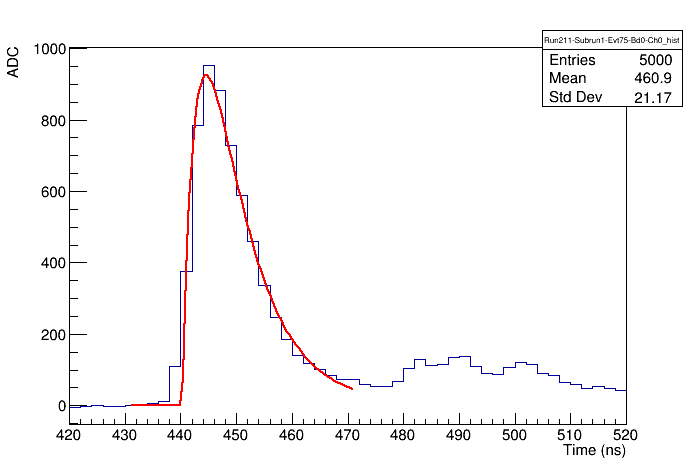 Run211-Subrun1-Evt75-Bd0-Ch0_hist
Entries 5000
Mean 460.9
Std Dev 21.17
ADC
1000
800
600
400
200
0
420 430 440 450 460 470 480 490 500 510 520
Time (ns)